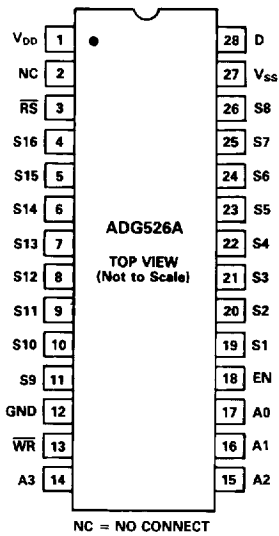 VDD 1 28 D
NC 2 27 VSS
R̅S̅ 3 26 S8
S16 4 25 S7
S15 5 24 S6
S14 6 23 S5
S13 7 22 S4
S12 8 21 S3
S11 9 20 S2
S10 10 19 S1
S9 11 18 EN
GND 12 17 A0
W̅R̅ 13 16 A1
A3 14 15 A2
ADG526A
TOP VIEW
(Not to Scale)
NC = NO CONNECT